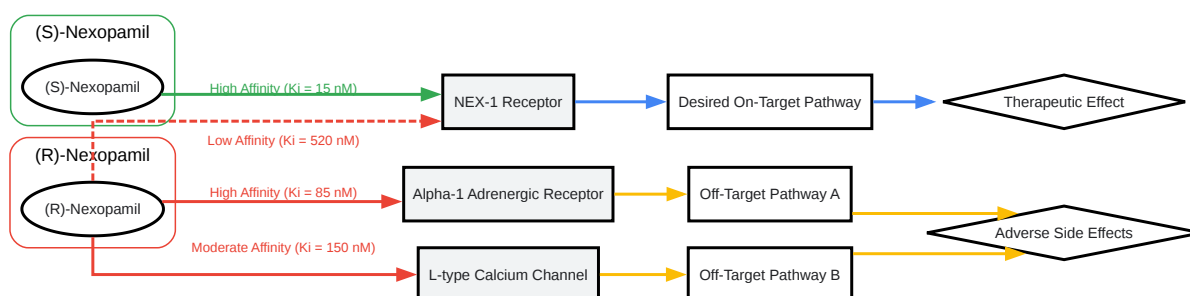 (S)-Nexopamil
(S)-Nexopamil
High Affinity (Ki = 15 nM)
NEX-1 Receptor
Desired On-Target Pathway
Therapeutic Effect
Low Affinity (Ki = 520 nM)
(R)-Nexopamil
(R)-Nexopamil
High Affinity (Ki = 85 nM)
Alpha-1 Adrenergic Receptor
Off-Target Pathway A
Adverse Side Effects
Moderate Affinity (Ki = 150 nM)
L-type Calcium Channel
Off-Target Pathway B